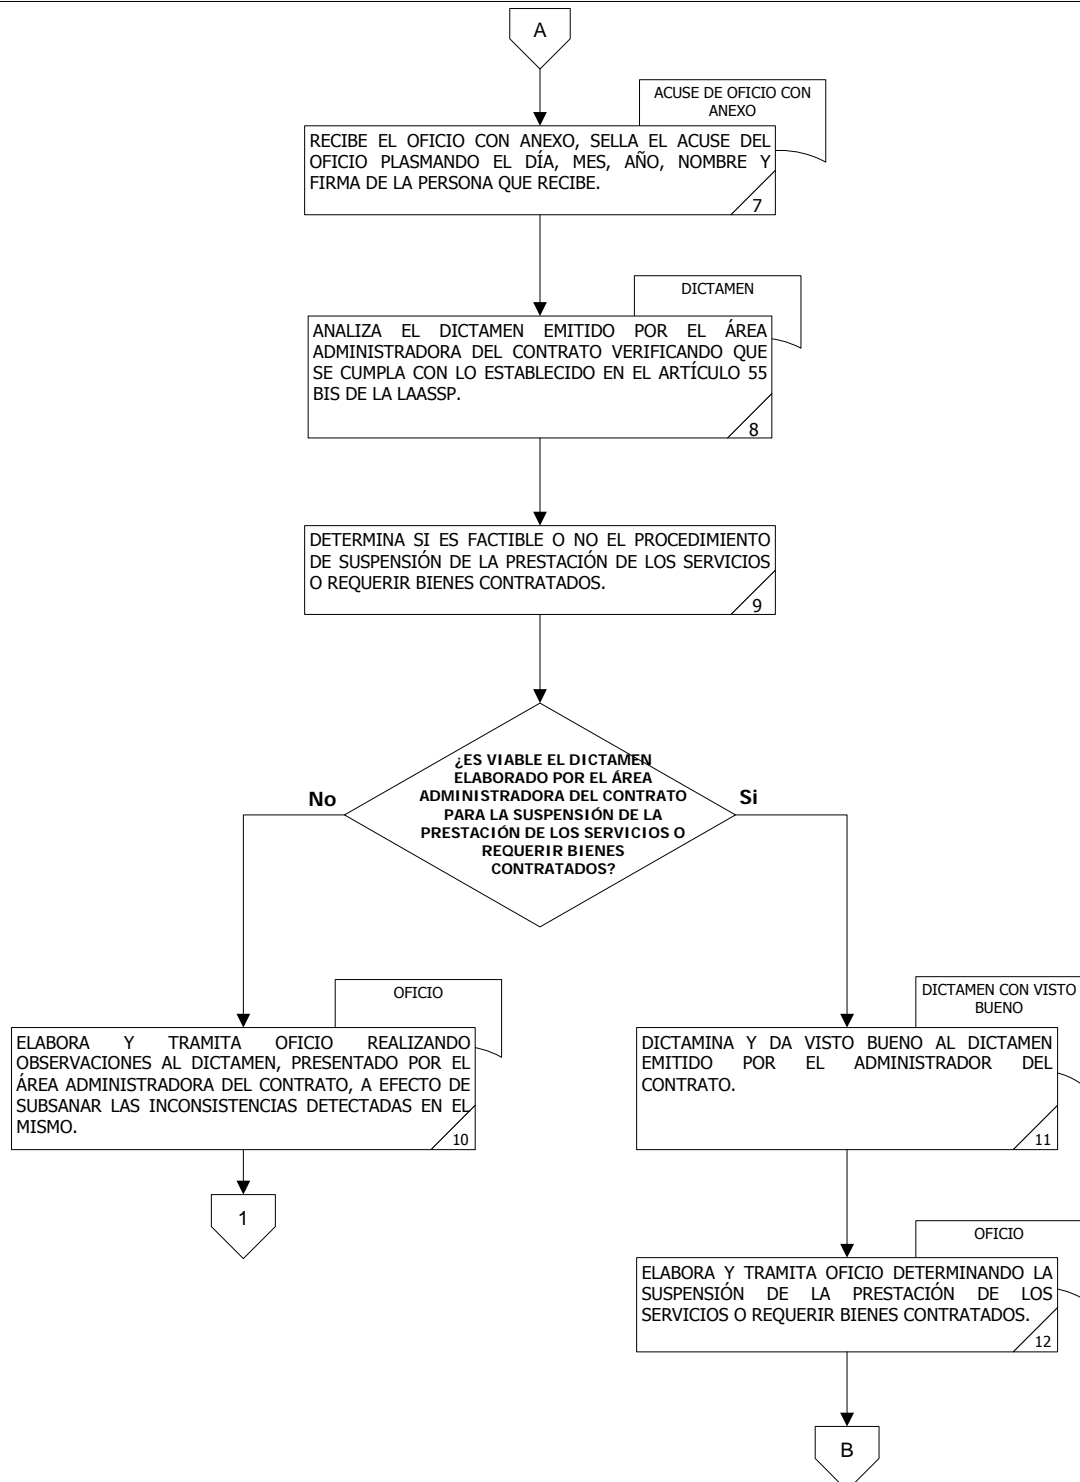 A
ACUSE DE OFICIO CON
ANEXO
RECIBE EL OFICIO CON ANEXO, SELLA EL ACUSE DEL
OFICIO PLASMANDO EL DÍA, MES, AÑO, NOMBRE Y
FIRMA DE LA PERSONA QUE RECIBE.
7
DICTAMEN
ANALIZA EL DICTAMEN EMITIDO POR EL ÁREA
ADMINISTRADORA DEL CONTRATO VERIFICANDO QUE
SE CUMPLA CON LO ESTABLECIDO EN EL ARTÍCULO 55
BIS DE LA LAASSP.
8
DETERMINA SI ES FACTIBLE O NO EL PROCEDIMIENTO
DE SUSPENSIÓN DE LA PRESTACIÓN DE LOS SERVICIOS
O REQUERIR BIENES CONTRATADOS.
9
¿ES VIABLE EL DICTAMEN
ELABORADO POR EL ÁREA
ADMINISTRADORA DEL CONTRATO
PARA LA SUSPENSIÓN DE LA
PRESTACIÓN DE LOS SERVICIOS O
REQUERIR BIENES
CONTRATADOS?
No
Si
OFICIO
ELABORA Y TRAMITA OFICIO REALIZANDO
OBSERVACIONES AL DICTAMEN, PRESENTADO POR EL
ÁREA ADMINISTRADORA DEL CONTRATO, A EFECTO DE
SUBSANAR LAS INCONSISTENCIAS DETECTADAS EN EL
MISMO.
10
1
DICTAMEN CON VISTO
BUENO
DICTAMINA Y DA VISTO BUENO AL DICTAMEN
EMITIDO POR EL ADMINISTRADOR DEL
CONTRATO.
11
OFICIO
ELABORA Y TRAMITA OFICIO DETERMINANDO LA
SUSPENSIÓN DE LA PRESTACIÓN DE LOS
SERVICIOS O REQUERIR BIENES CONTRATADOS.
12
B